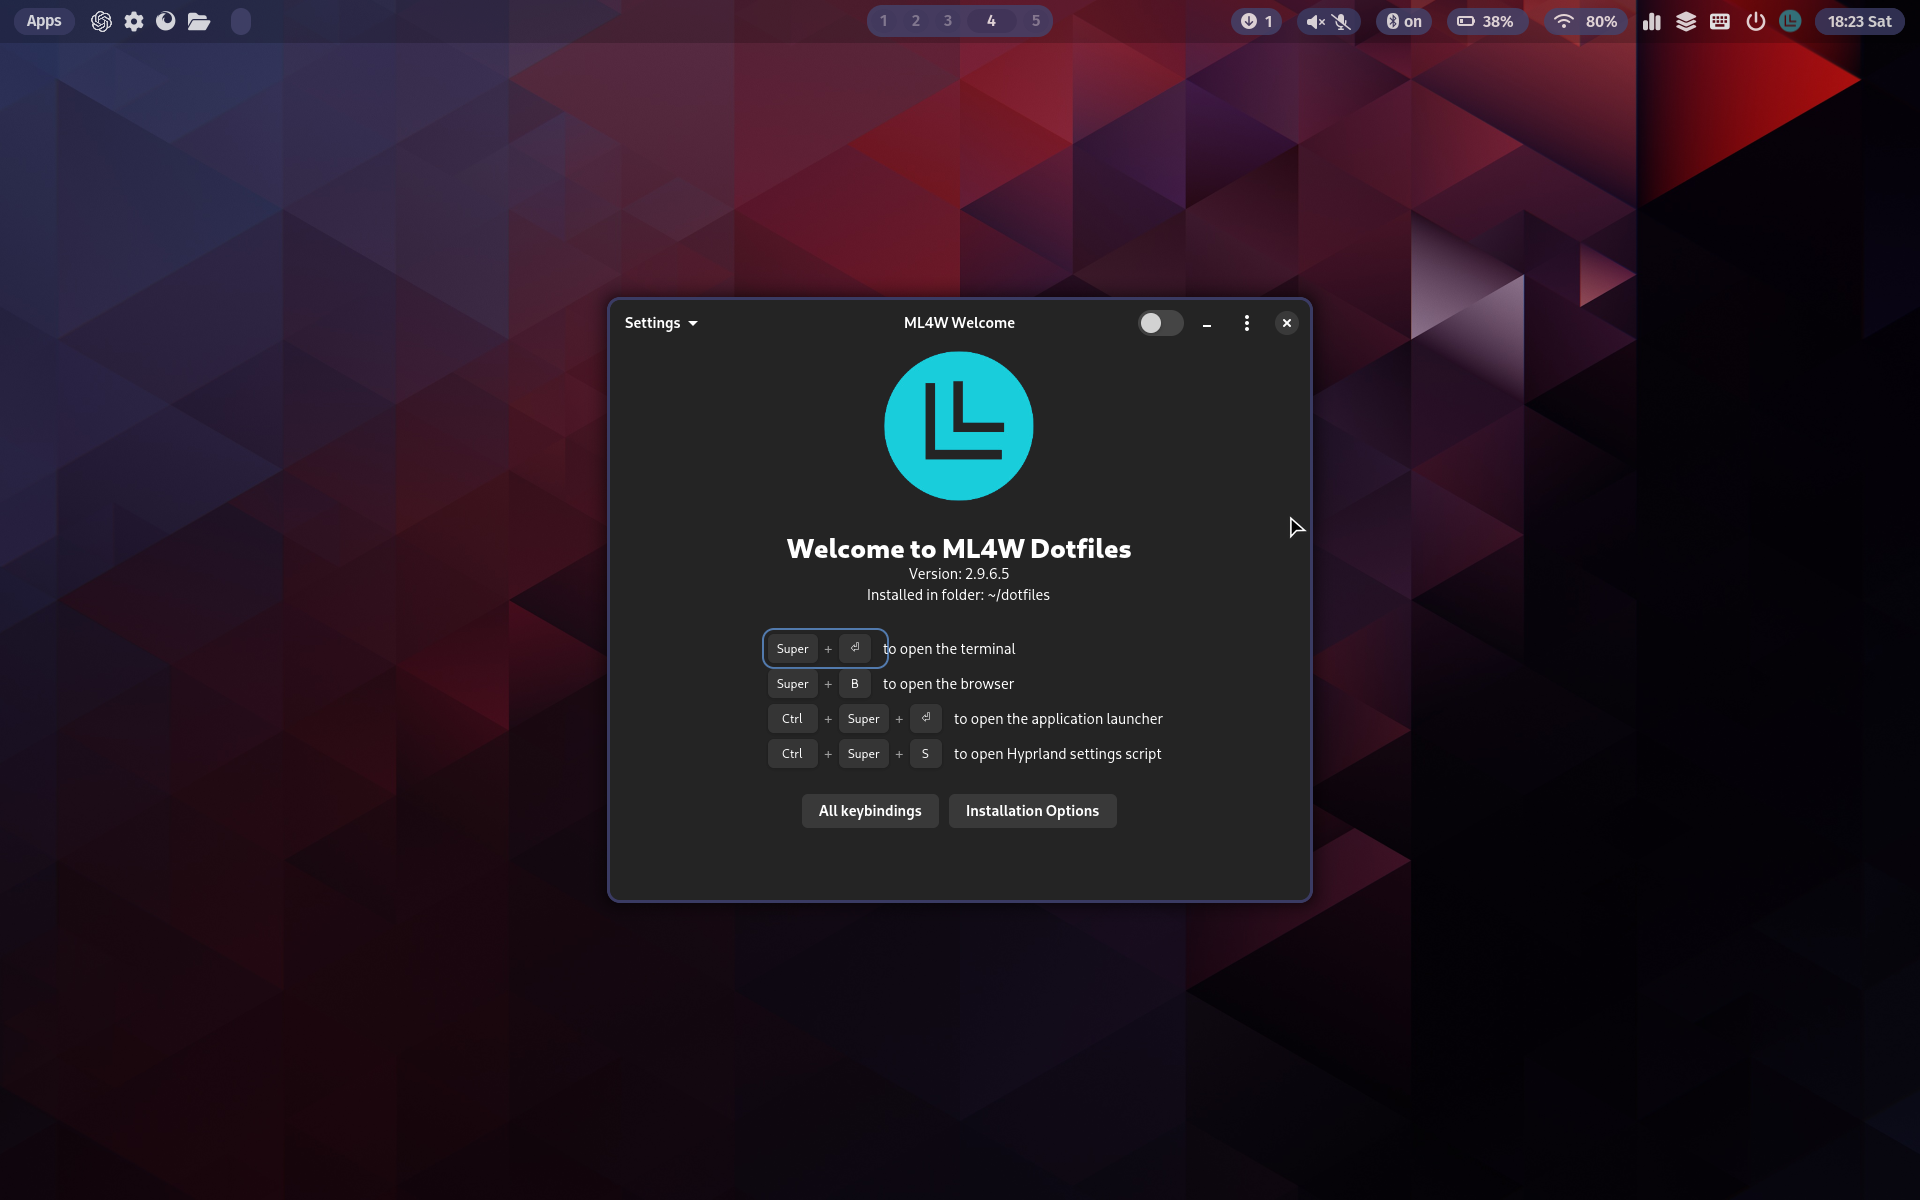 Apps 1 2 3 4 5 1 on 38% 80% 18:23 Sat
Settings ML4W Welcome
Welcome to ML4W Dotfiles
Version: 2.9.6.5
Installed in folder: ~/dotfiles
Super + ⏎ to open the terminal
Super + B to open the browser
Ctrl + Super + ⏎ to open the application launcher
Ctrl + Super + S to open Hyprland settings script
All keybindings Installation Options